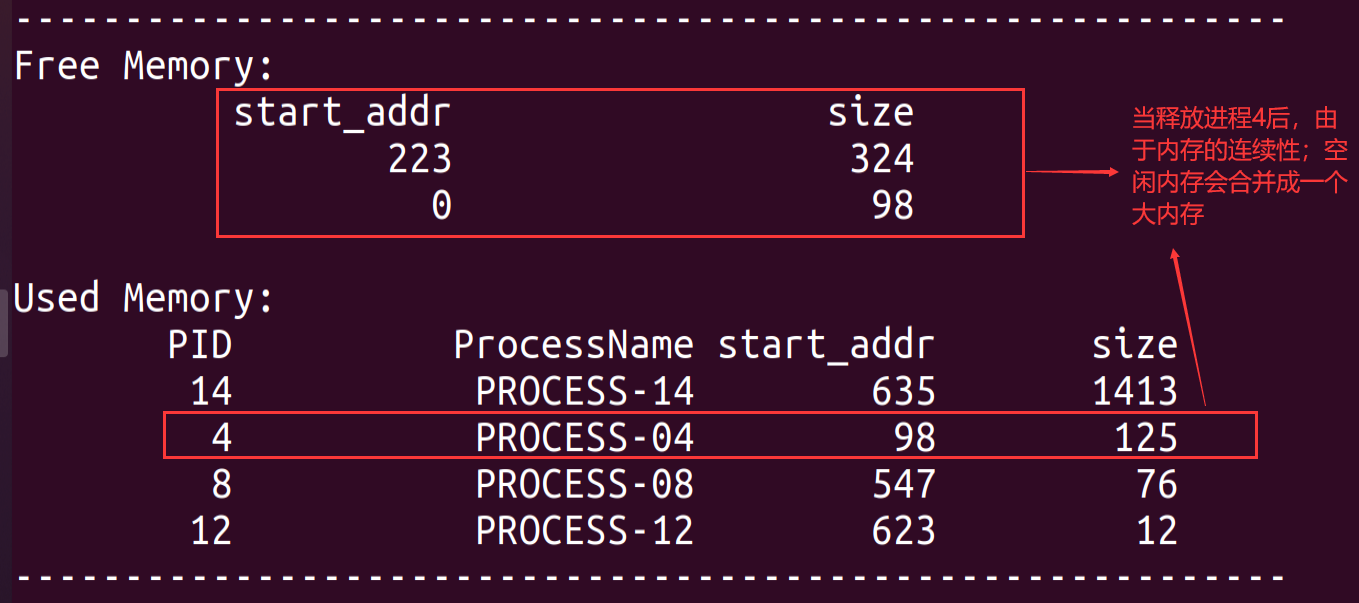 Free Memory:
start_addr size
223 324
0 98
当释放进程4后，由
于内存的连续性；空
闲内存会合并成一个
大内存
Used Memory:
PID ProcessName start_addr size
14 PROCESS-14 635 1413
4 PROCESS-04 98 125
8 PROCESS-08 547 76
12 PROCESS-12 623 12